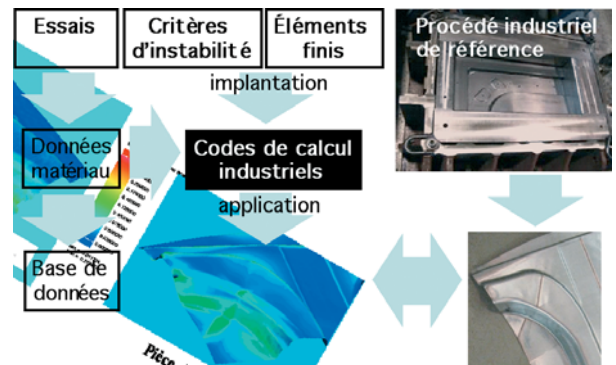 Essais
Critères
d'instabilité
Éléments
finis
Procédé industriel
de référence
implantation
Données
matériau
Codes de calcul
industriels
application
Base de
données
Pièce